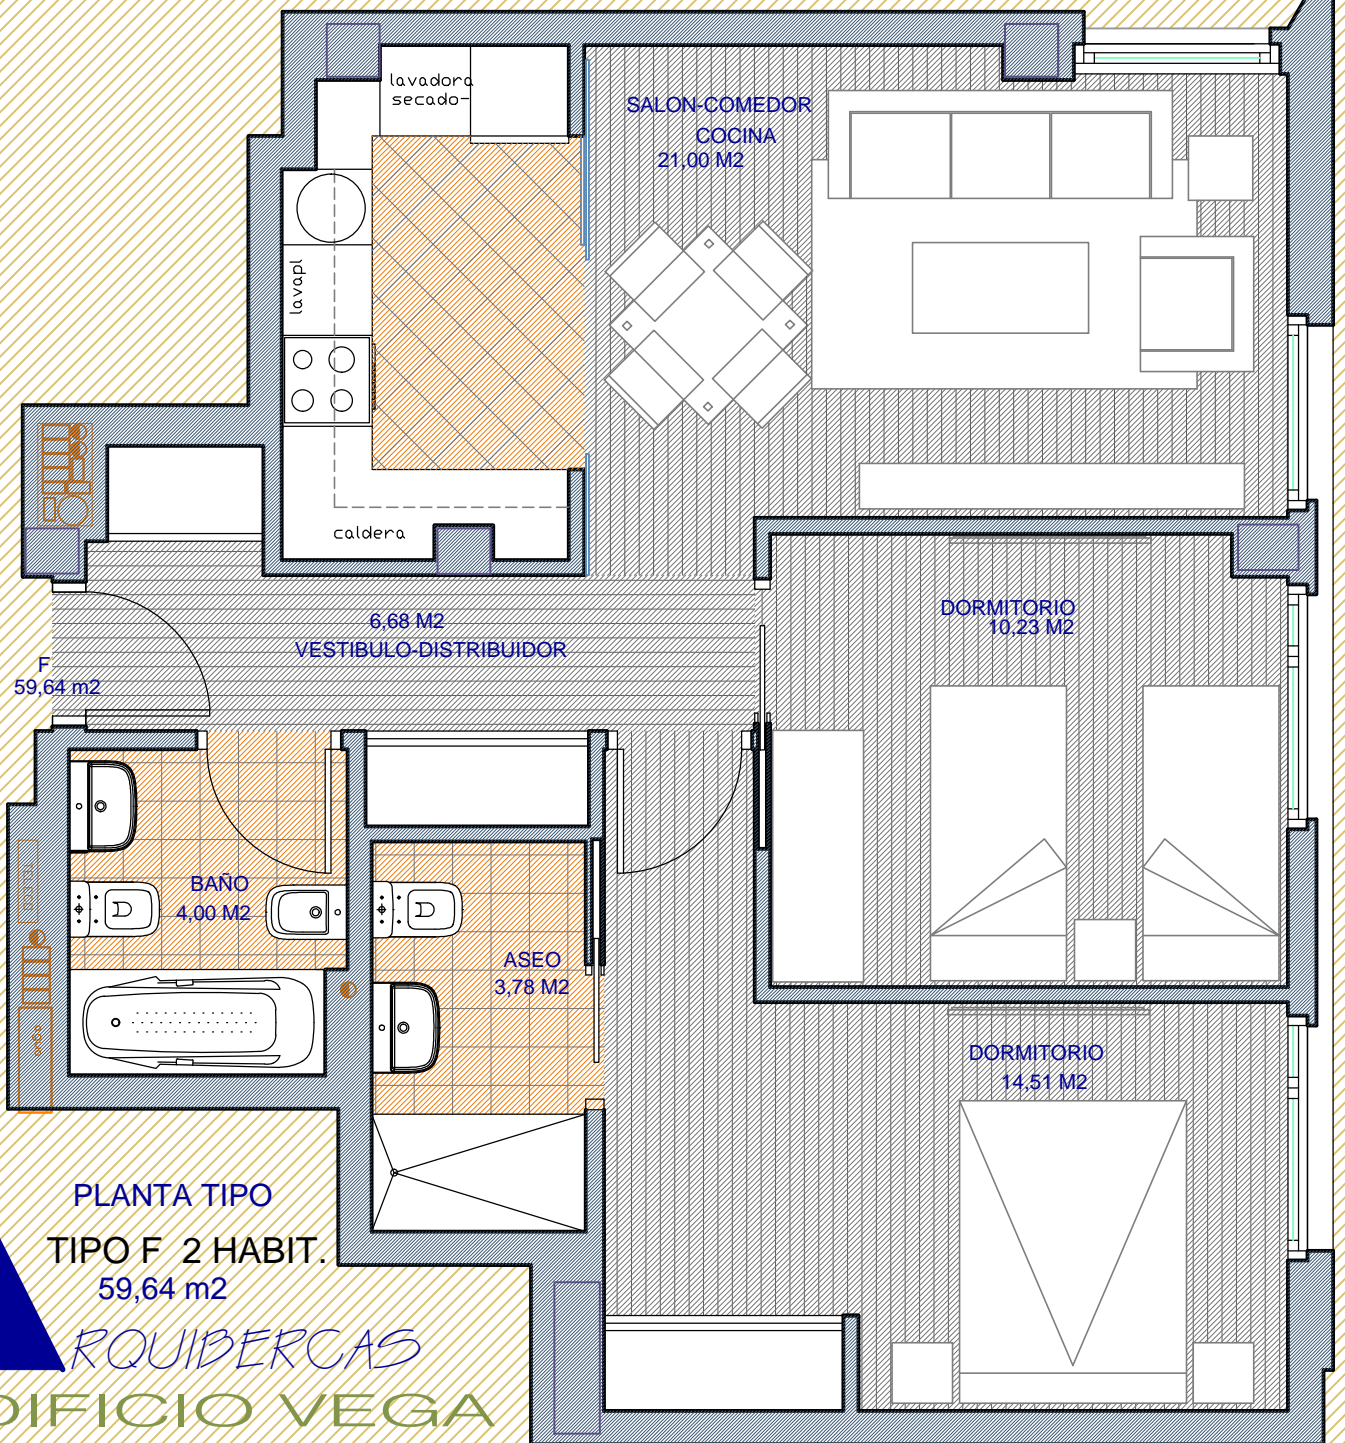 lavadora
secado-
SALON-COMEDOR
COCINA
21,00 M2
lavapl
caldera
6,68 M2
VESTIBULO-DISTRIBUIDOR
DORMITORIO
10,23 M2
F
59,64 m2
BAÑO
4,00 M2
ASEO
3,78 M2
DORMITORIO
14,51 M2
PLANTA TIPO
TIPO F 2 HABIT.
59,64 m2
RQUIBERCAS
DIFICIO VEGA